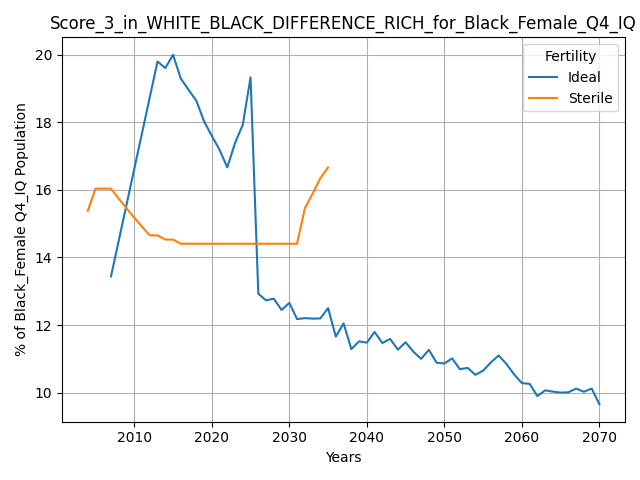 Score_3_in_WHITE_BLACK_DIFFERENCE_RICH_for_Black_Female_Q4_IQ
Fertility
Ideal
Sterile
% of Black_Female Q4_IQ Population
20
18
16
14
12
10
2010 2020 2030 2040 2050 2060 2070
Years